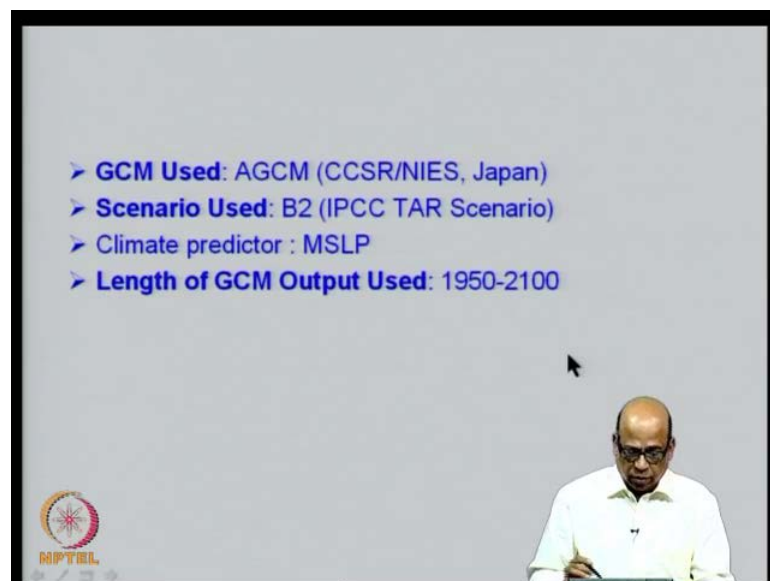 ➢ GCM Used: AGCM (CCSR/NIES, Japan)
➢ Scenario Used: B2 (IPCC TAR Scenario)
➢ Climate predictor : MSLP
➢ Length of GCM Output Used: 1950-2100
NPTEL